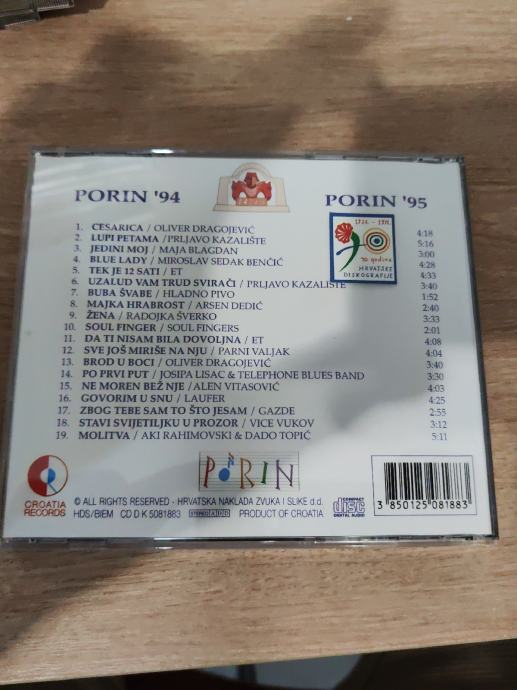 PORIN '94
PORIN '95
1926. - 1996.
70 godina
HRVATSKE
DISKOGRAFIJE
1. CESARICA / OLIVER DRAGOJEVIĆ 4:18
2. LUPI PETAMA / PRLJAVO KAZALIŠTE 5:16
3. JEDINI MOJ / MAJA BLAGDAN 3:00
4. BLUE LADY / MIROSLAV SEDAK BENČIĆ 4:28
5. TEK JE 12 SATI / ET 4:33
6. UZALUD VAM TRUD SVIRAČI / PRLJAVO KAZALIŠTE 3:40
7. BUBA ŠVABE / HLADNO PIVO 1:52
8. MAJKA HRABROST / ARSEN DEDIĆ 2:40
9. ŽENA / RADOJKA ŠVERKO 3:33
10. SOUL FINGER / SOUL FINGERS 2:01
11. DA TI NISAM BILA DOVOLJNA / ET 4:08
12. SVE JOŠ MIRIŠE NA NJU / PARNI VALJAK 4:04
13. BROD U BOCI / OLIVER DRAGOJEVIĆ 3:40
14. PO PRVI PUT / JOSIPA LISAC & TELEPHONE BLUES BAND 3:30
15. NE MOREN BEŽ NJE / ALEN VITASOVIĆ 4:03
16. GOVORIM U SNU / LAUFER 4:25
17. ZBOG TEBE SAM TO ŠTO JESAM / GAZDE 2:55
18. STAVI SVIJETILJKU U PROZOR / VICE VUKOV 3:12
19. MOLITVA / AKI RAHIMOVSKI & DADO TOPIĆ 5:11
PORIN
CROATIA
RECORDS
© ALL RIGHTS RESERVED - HRVATSKA NAKLADA ZVUKA I SLIKE d.d.
HDS/BIEM CD D K 5081883 STEREO ADD PRODUCT OF CROATIA
COMPACT
disc
DIGITAL AUDIO
3 850125 081883